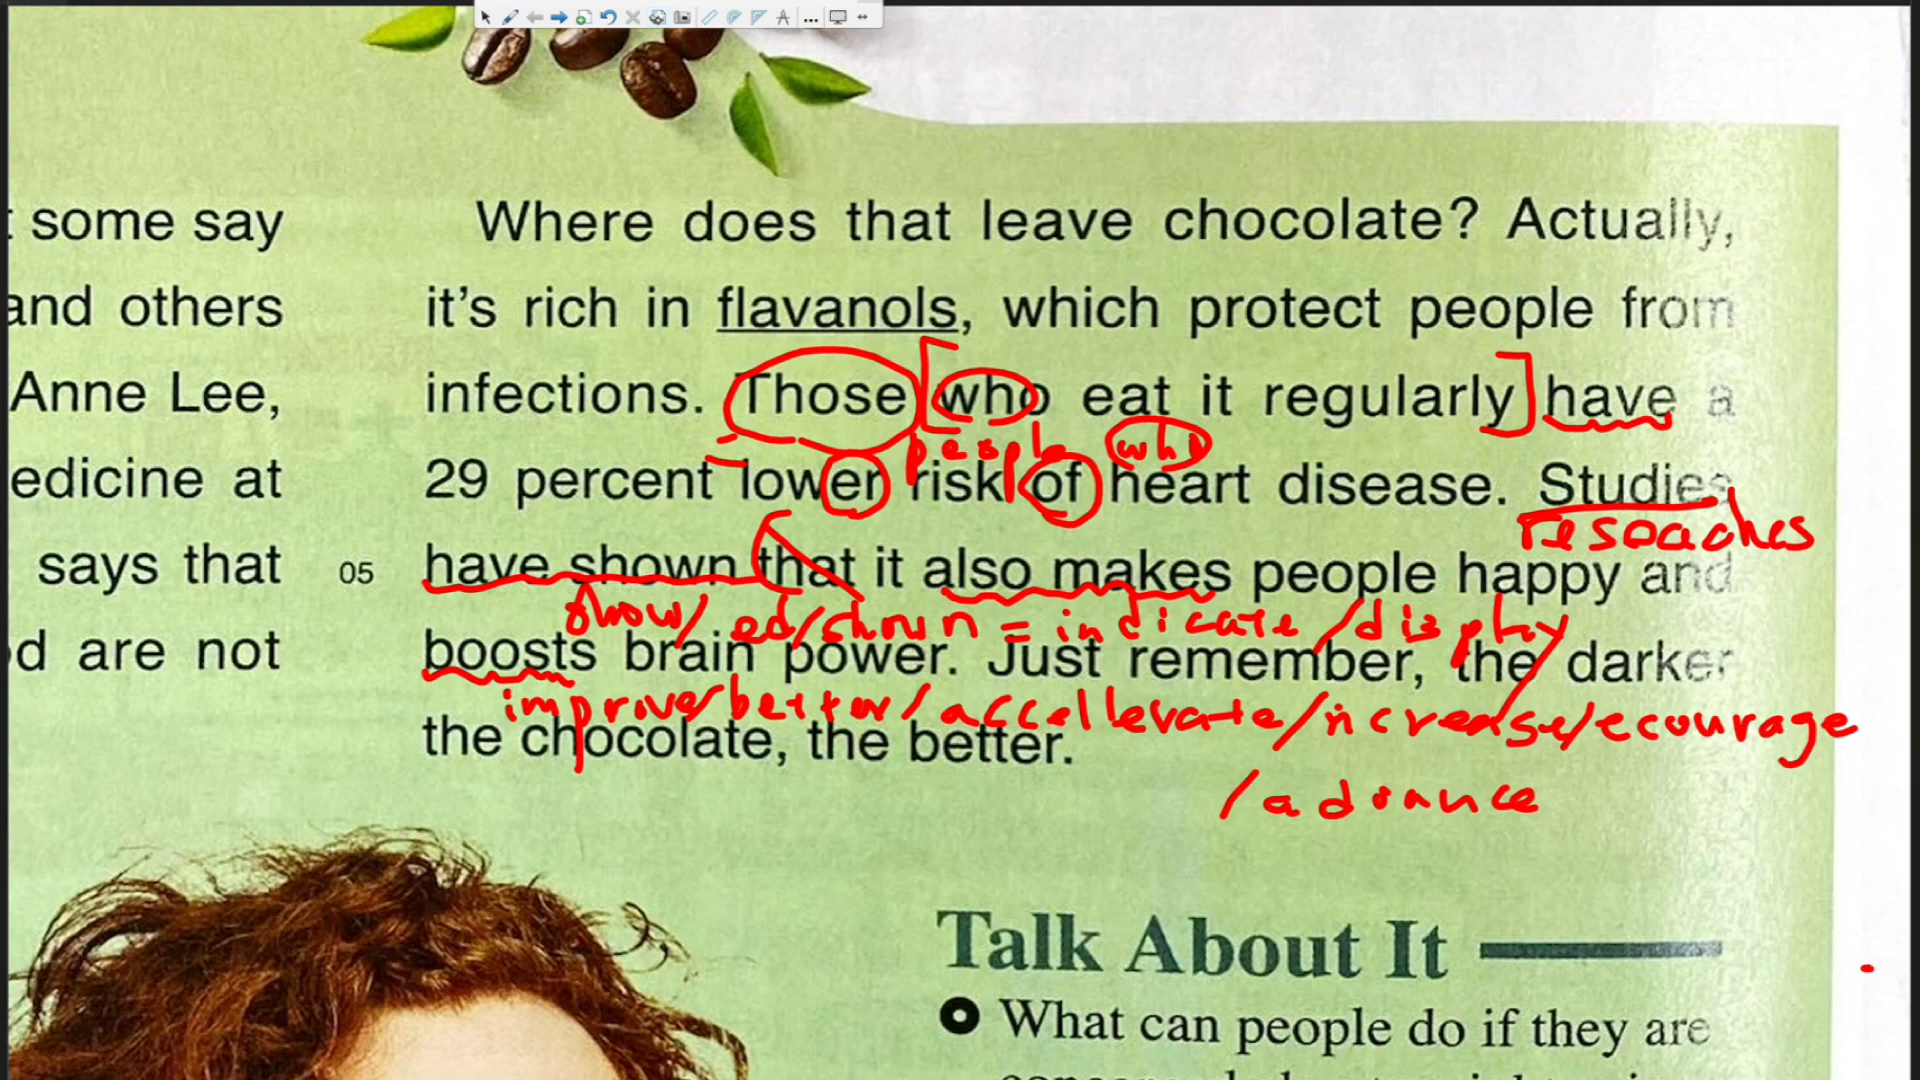 some say
and others
Anne Lee,
edicine at
says that
d are not
Where does that leave chocolate? Actually,
it's rich in flavanols, which protect people from
infections. Those who eat it regularly have a
people who
29 percent lower risk of heart disease. Studies
05 have shown that it also makes people happy and
show/ed/shown = indicate/display
boosts brain power. Just remember, the darker
improve/better/accellevate/increase/ecourage
the chocolate, the better.
/advance
Talk About It
What can people do if they are